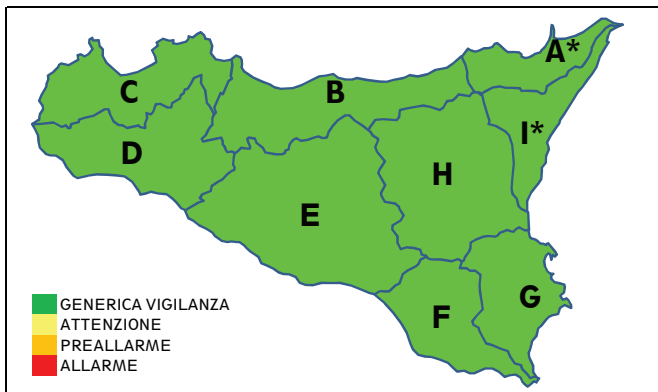 A*
C
B
I*
D
H
E
G
F
GENERICA VIGILANZA
ATTENZIONE
PREALLARME
ALLARME